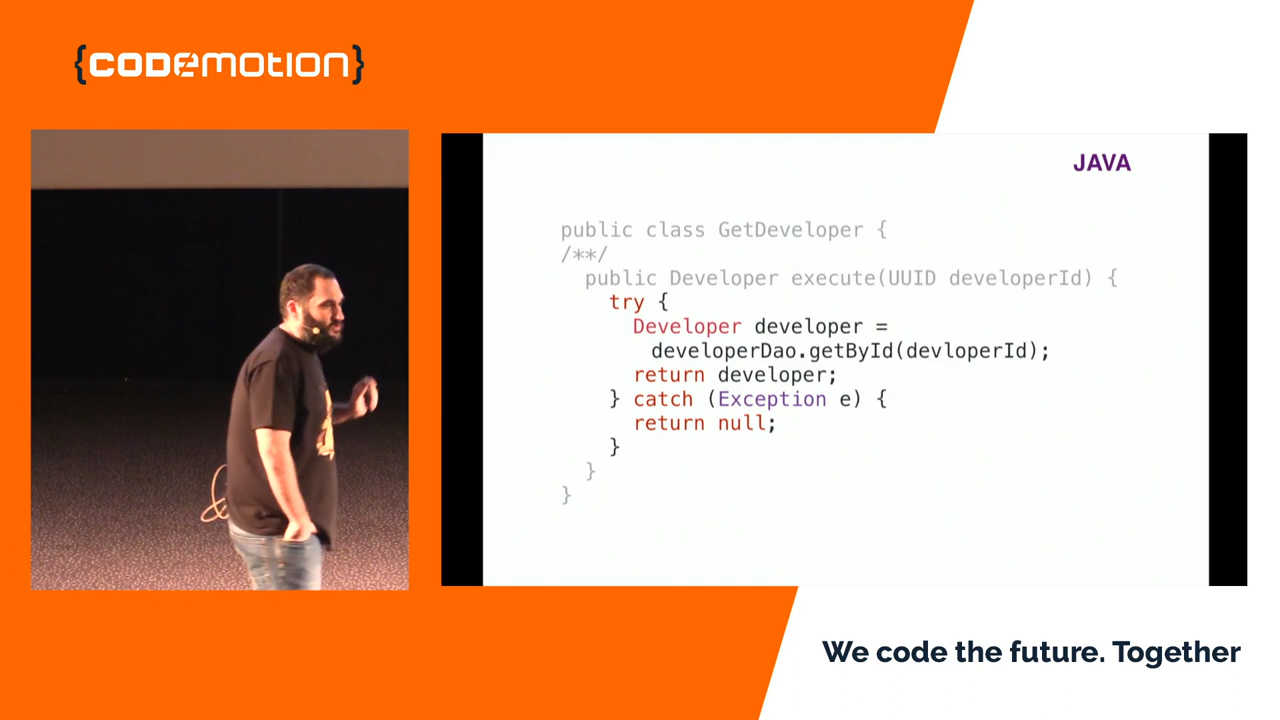 {CODEMOTION}
JAVA
public class GetDeveloper {
/**/
public Developer execute(UUID developerId) {
try {
Developer developer =
developerDao.getById(devloperId);
return developer;
} catch (Exception e) {
return null;
}
}
}
We code the future. Together